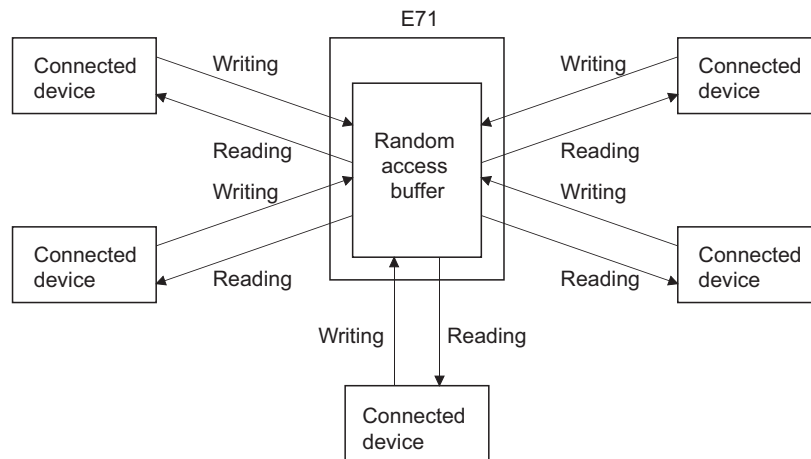 E71
Connected
device
Writing
Reading
Writing
Connected
device
Reading
Random
access
buffer
Writing
Connected
device
Reading
Writing
Connected
device
Reading
Writing
Reading
Connected
device